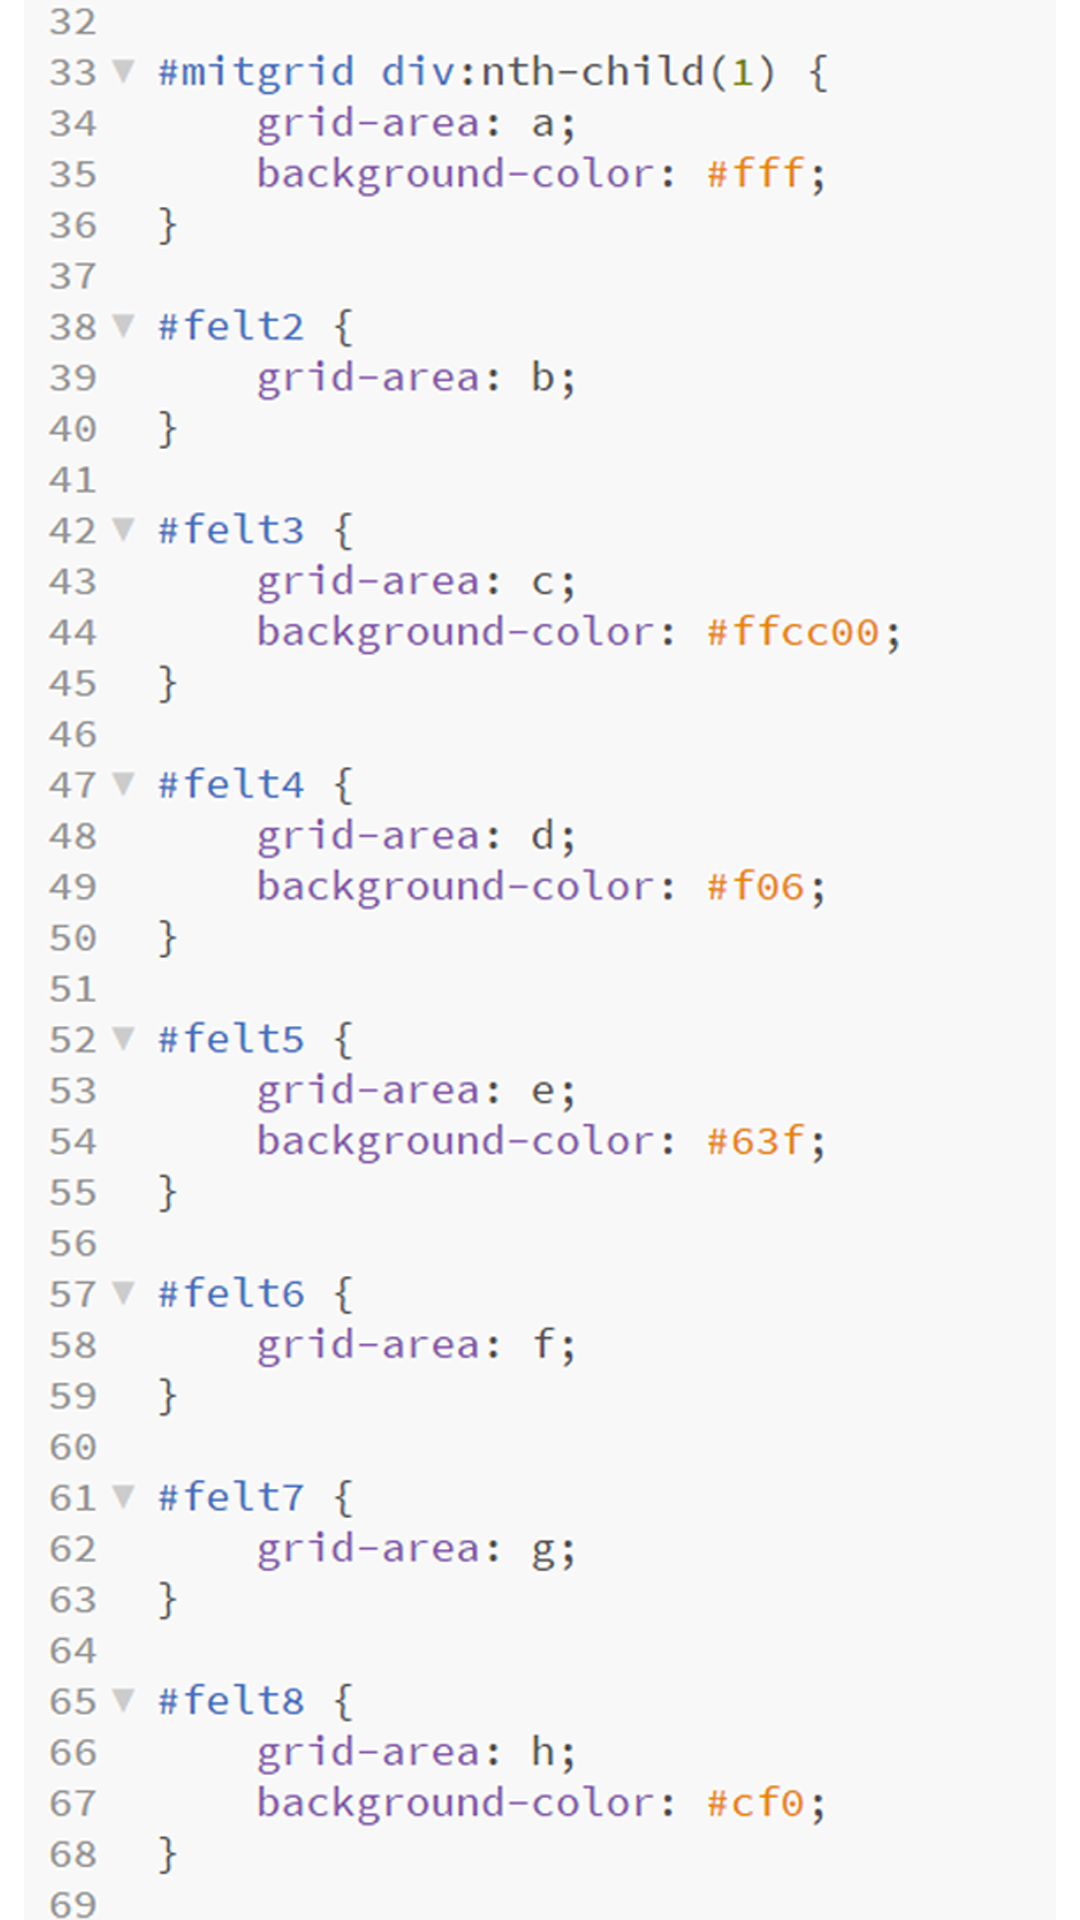 32
33 ▼ #mitgrid div:nth-child(1) {
34 grid-area: a;
35 background-color: #fff;
36 }
37
38 ▼ #felt2 {
39 grid-area: b;
40 }
41
42 ▼ #felt3 {
43 grid-area: c;
44 background-color: #ffcc00;
45 }
46
47 ▼ #felt4 {
48 grid-area: d;
49 background-color: #f06;
50 }
51
52 ▼ #felt5 {
53 grid-area: e;
54 background-color: #63f;
55 }
56
57 ▼ #felt6 {
58 grid-area: f;
59 }
60
61 ▼ #felt7 {
62 grid-area: g;
63 }
64
65 ▼ #felt8 {
66 grid-area: h;
67 background-color: #cf0;
68 }
69